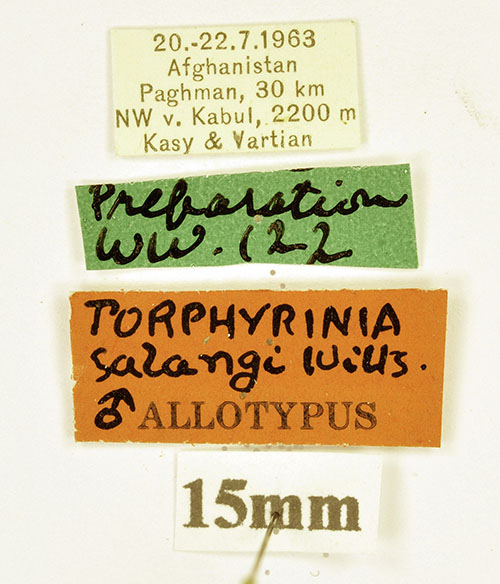 20.-22.7.1963
Afghanistan
Paghman, 30 km
NW v. Kabul, 2200 m
Kasy & Vartian
Preparation
WW. 122
TORPHYRINIA
salangi Wilts.
♂ ALLOTYPUS
15mm